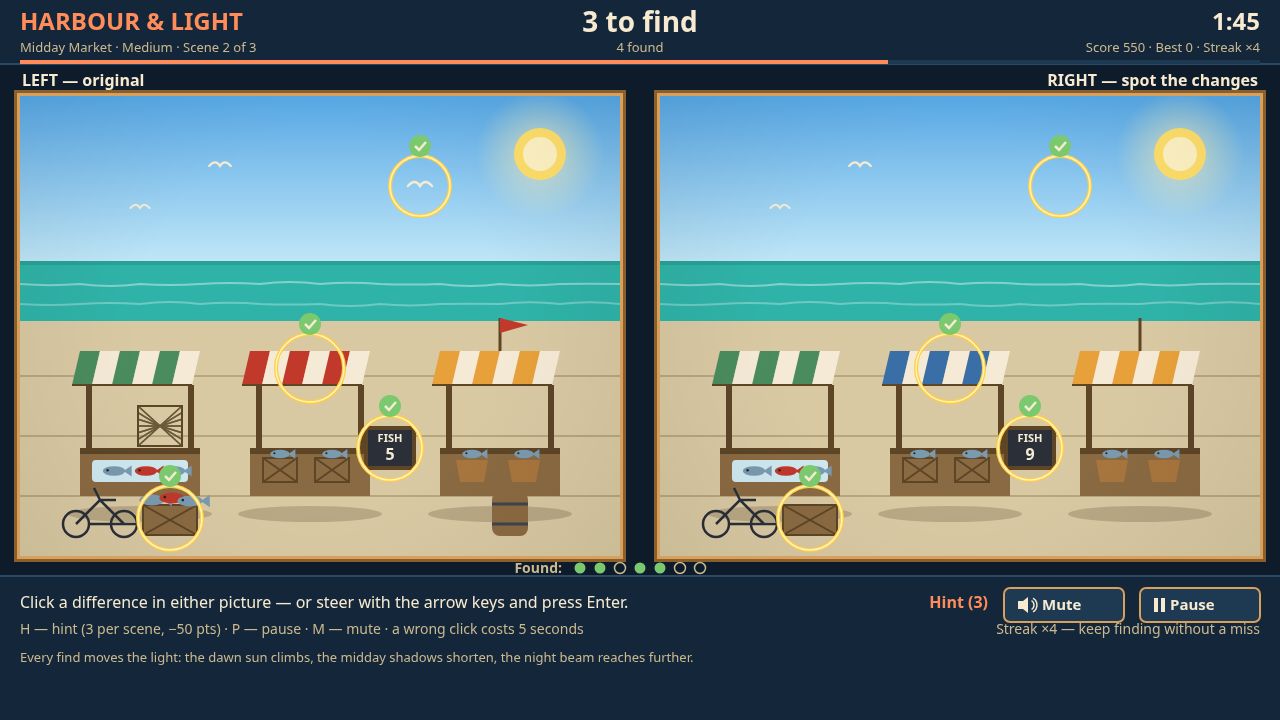 HARBOUR & LIGHT
3 to find
1:45
Midday Market · Medium · Scene 2 of 3
4 found
Score 550 · Best 0 · Streak ×4
LEFT — original
RIGHT — spot the changes
FISH
5
FISH
9
Found:
Click a difference in either picture — or steer with the arrow keys and press Enter.
Hint (3)
Mute
Pause
H — hint (3 per scene, −50 pts) · P — pause · M — mute · a wrong click costs 5 seconds
Streak ×4 — keep finding without a miss
Every find moves the light: the dawn sun climbs, the midday shadows shorten, the night beam reaches further.